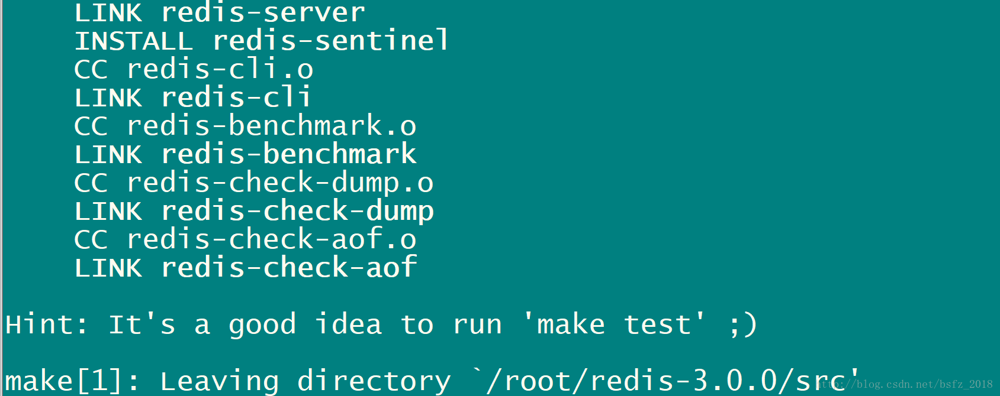 LINK redis-server
INSTALL redis-sentinel
CC redis-cli.o
LINK redis-cli
CC redis-benchmark.o
LINK redis-benchmark
CC redis-check-dump.o
LINK redis-check-dump
CC redis-check-aof.o
LINK redis-check-aof
Hint: It's a good idea to run 'make test' ;)
make[1]: Leaving directory `/root/redis-3.0.0/src'
http://blog.csdn.net/bsfz_2018